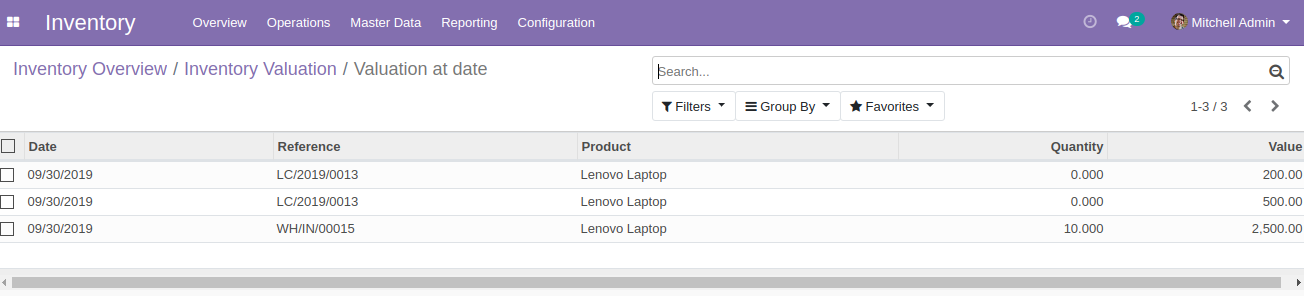 Inventory Overview Operations Master Data Reporting Configuration 2 Mitchell Admin
Inventory Overview / Inventory Valuation / Valuation at date
Search...
Filters Group By Favorites 1-3 / 3
Date Reference Product Quantity Value
09/30/2019 LC/2019/0013 Lenovo Laptop 0.000 200.00
09/30/2019 LC/2019/0013 Lenovo Laptop 0.000 500.00
09/30/2019 WH/IN/00015 Lenovo Laptop 10.000 2,500.00